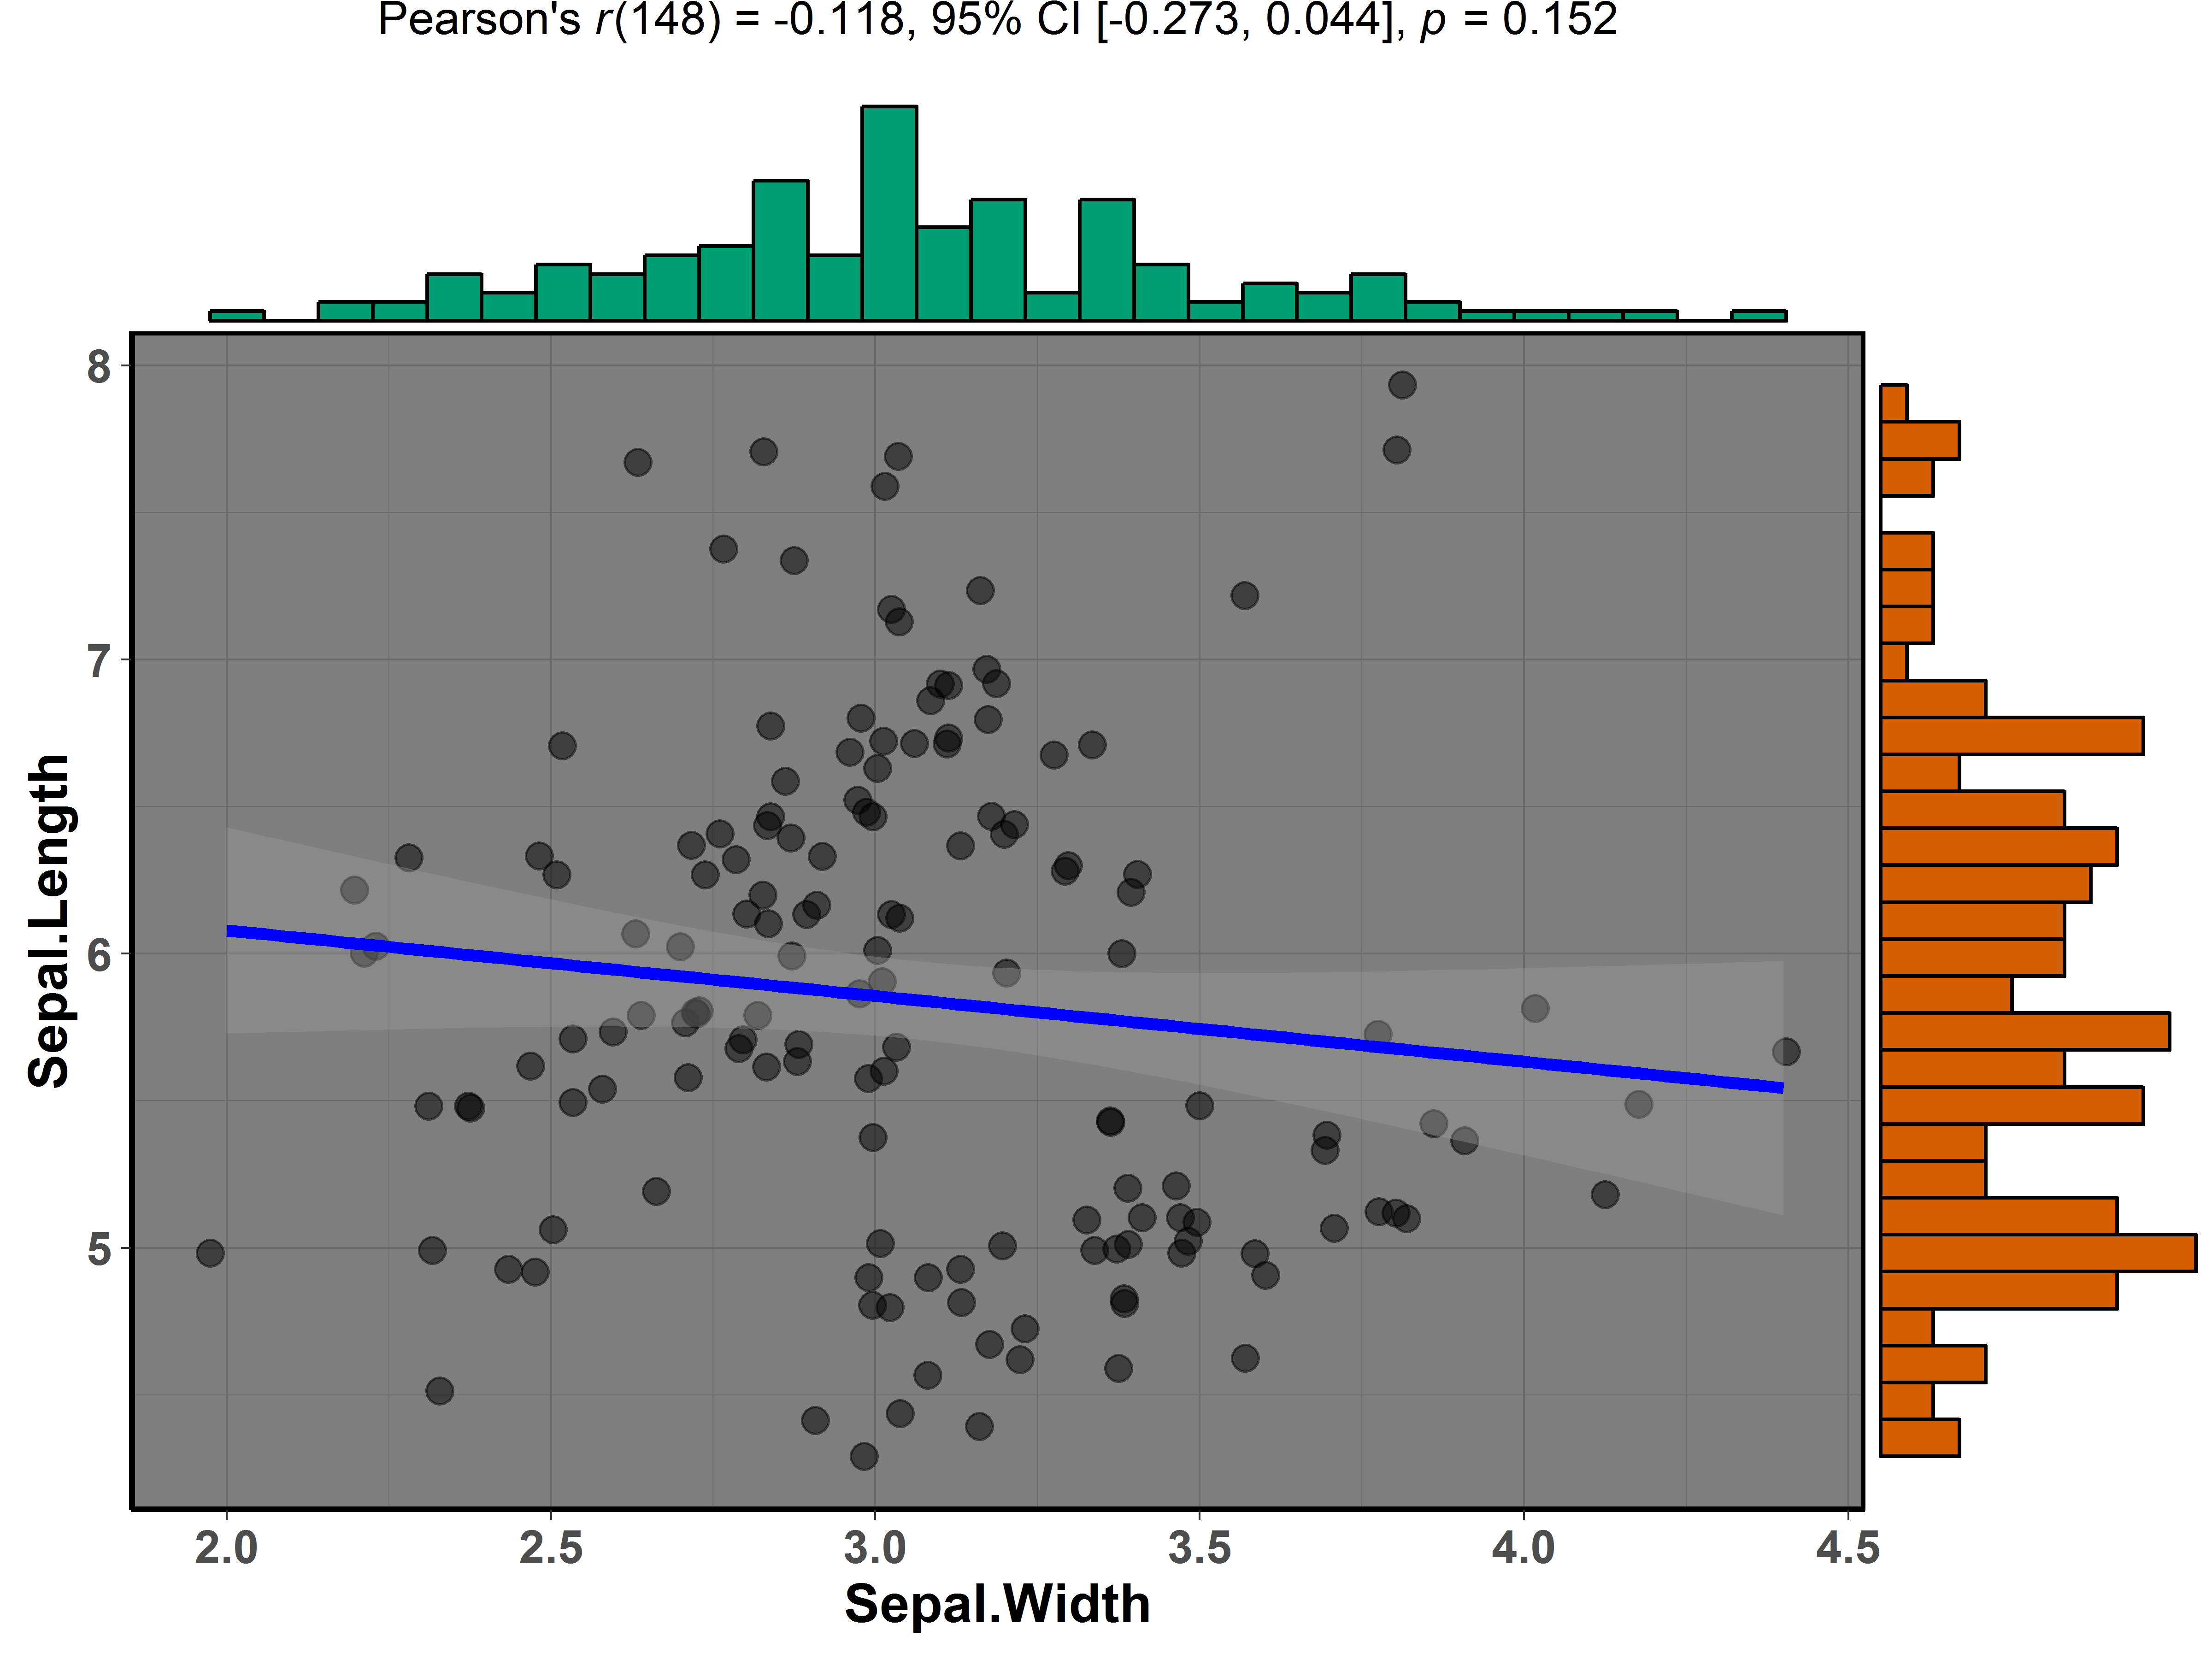 Pearson's r(148) = -0.118, 95% CI [-0.273, 0.044], p = 0.152
8
7
6
5
Sepal.Length
2.0 2.5 3.0 3.5 4.0 4.5
Sepal.Width